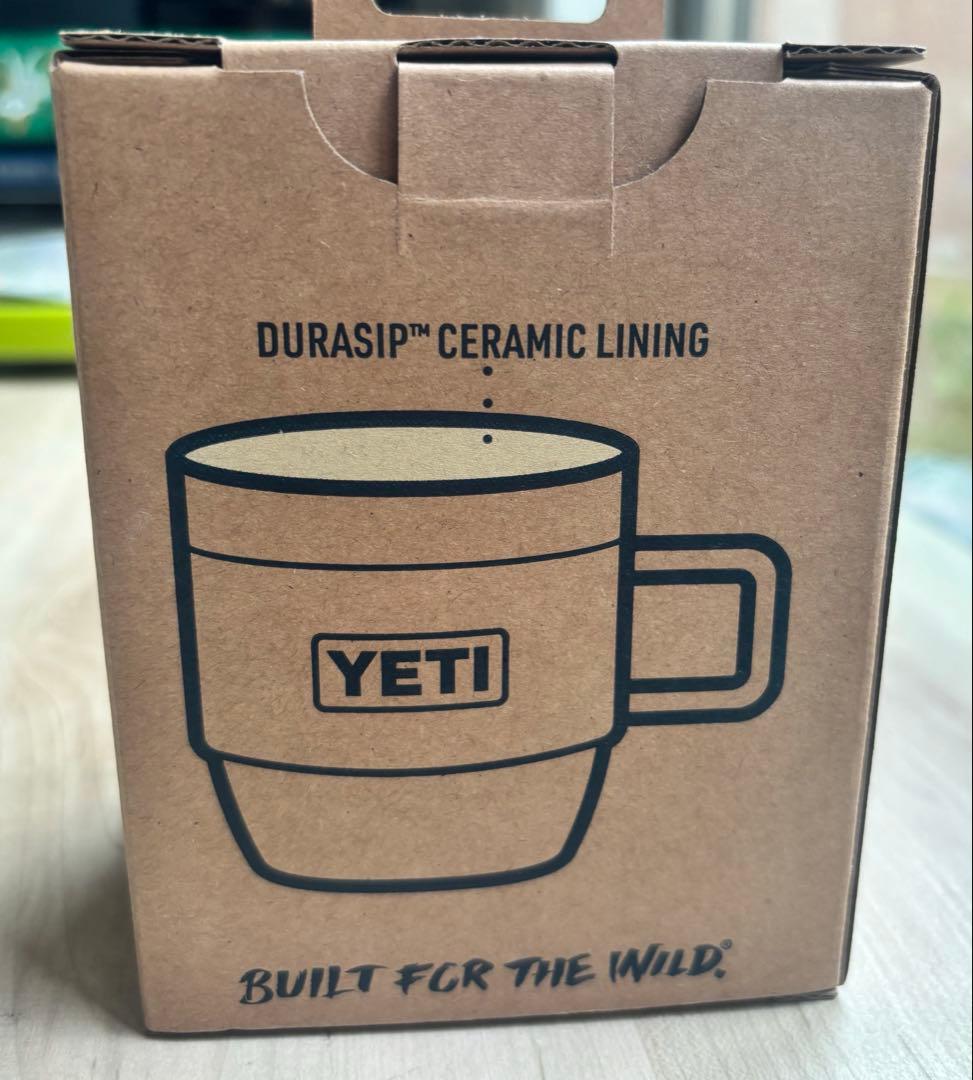 DURASIP™ CERAMIC LINING
YETI
BUILT FOR THE WILD.®